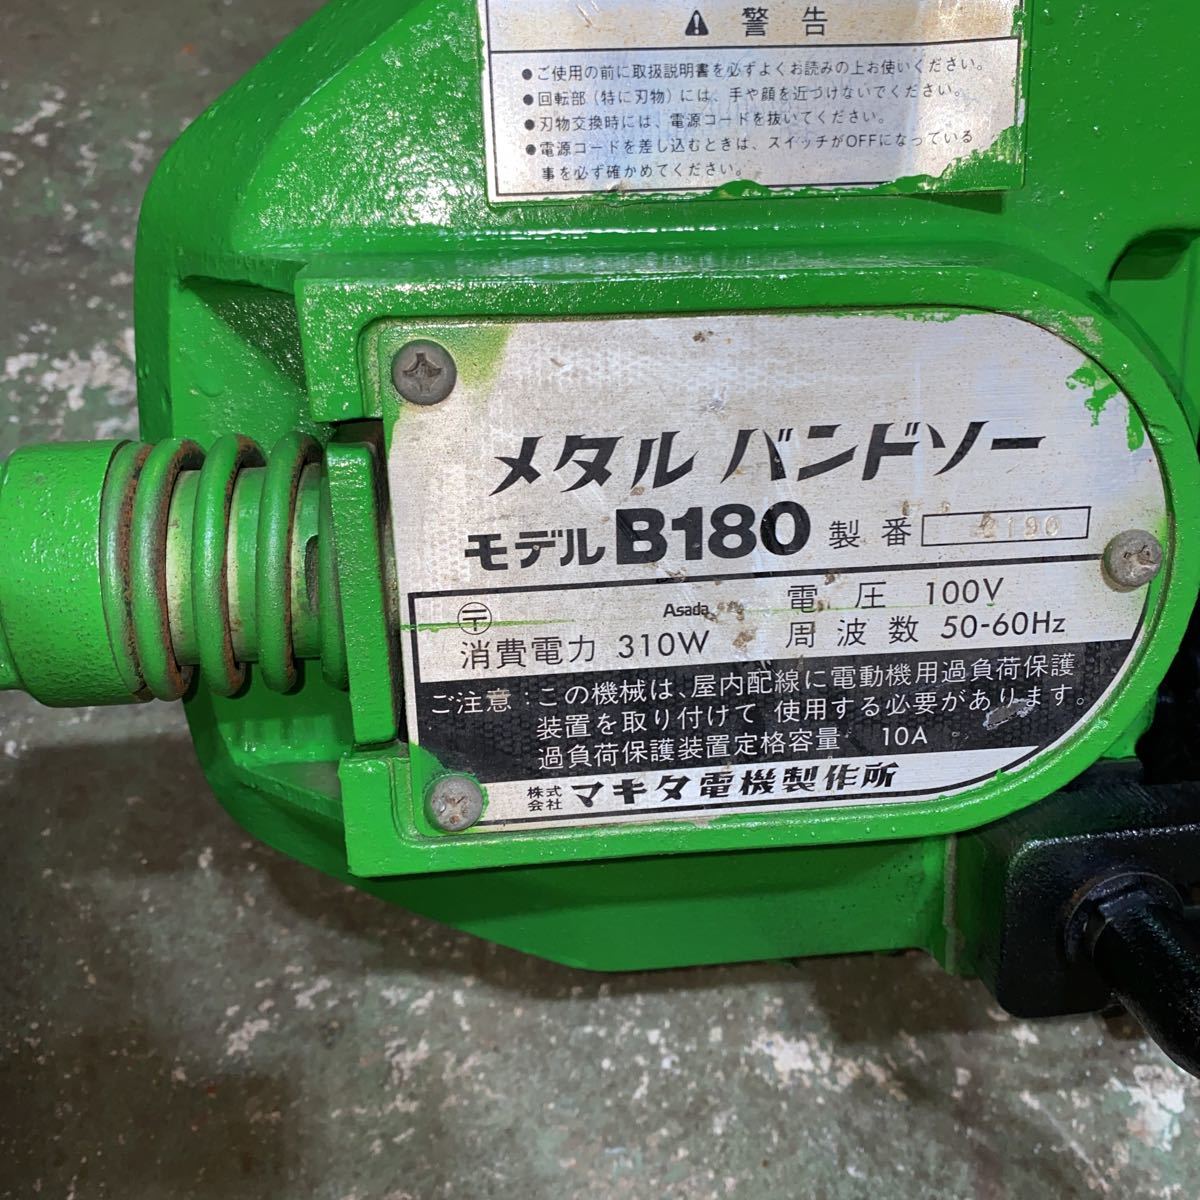 警告
●ご使用の前に取扱説明書を必ずよくお読みの上お使いください。
●回転部(特に刃物)には、手や顔を近づけないでください。
●刃物交換時には、電源コードを抜いてください。
●電源コードを差し込むときは、スイッチがOFFになっている
事を必ず確かめてください。
メタル バンドソー
モデル B180 製番
〒 Asada 電圧 100V
消費電力 310W 周波数 50-60Hz
ご注意：この機械は、屋内配線に電動機用過負荷保護
装置を取り付けて 使用する必要があります。
過負荷保護装置定格容量 10A
株式会社 マキタ電機製作所